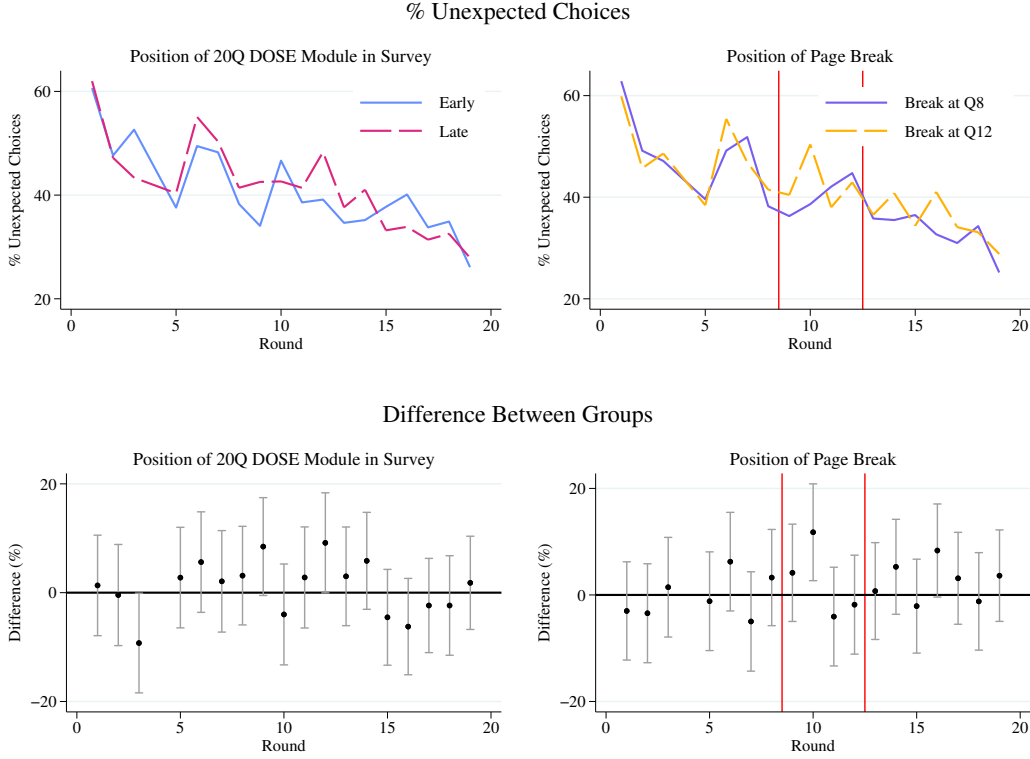 % Unexpected Choices
Position of 20Q DOSE Module in Survey
% Unexpected Choices
60
40
20
Early
Late
0
5
10
15
20
Round
Position of Page Break
% Unexpected Choices
60
40
20
Break at Q8
Break at Q12
0
5
10
15
20
Round
Difference Between Groups
Position of 20Q DOSE Module in Survey
Difference (%)
20
0
−20
0
5
10
15
20
Round
Position of Page Break
Difference (%)
20
0
−20
0
5
10
15
20
Round